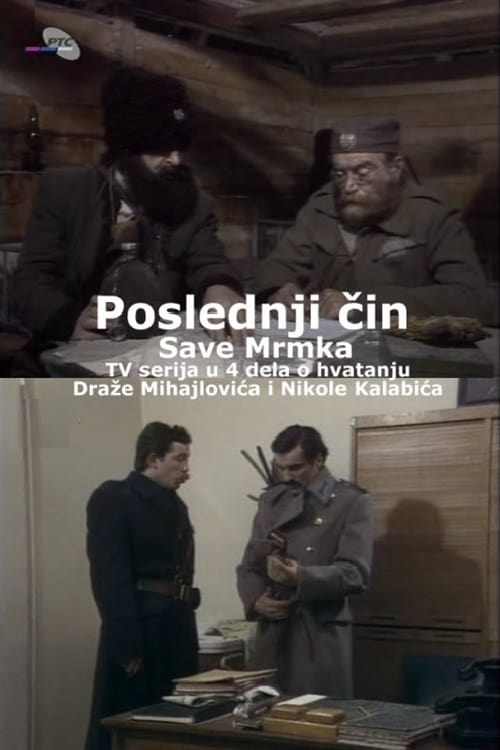 РТС
Poslednji čin
Save Mrmka
TV serija u 4 dela o hvatanju
Draže Mihajlovića i Nikole Kalabića